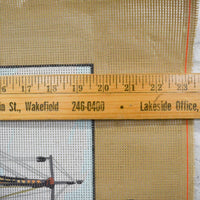 16 17 18 19 20 21 22 23
in St., Wakefield 246-0400 • Lakeside Office,